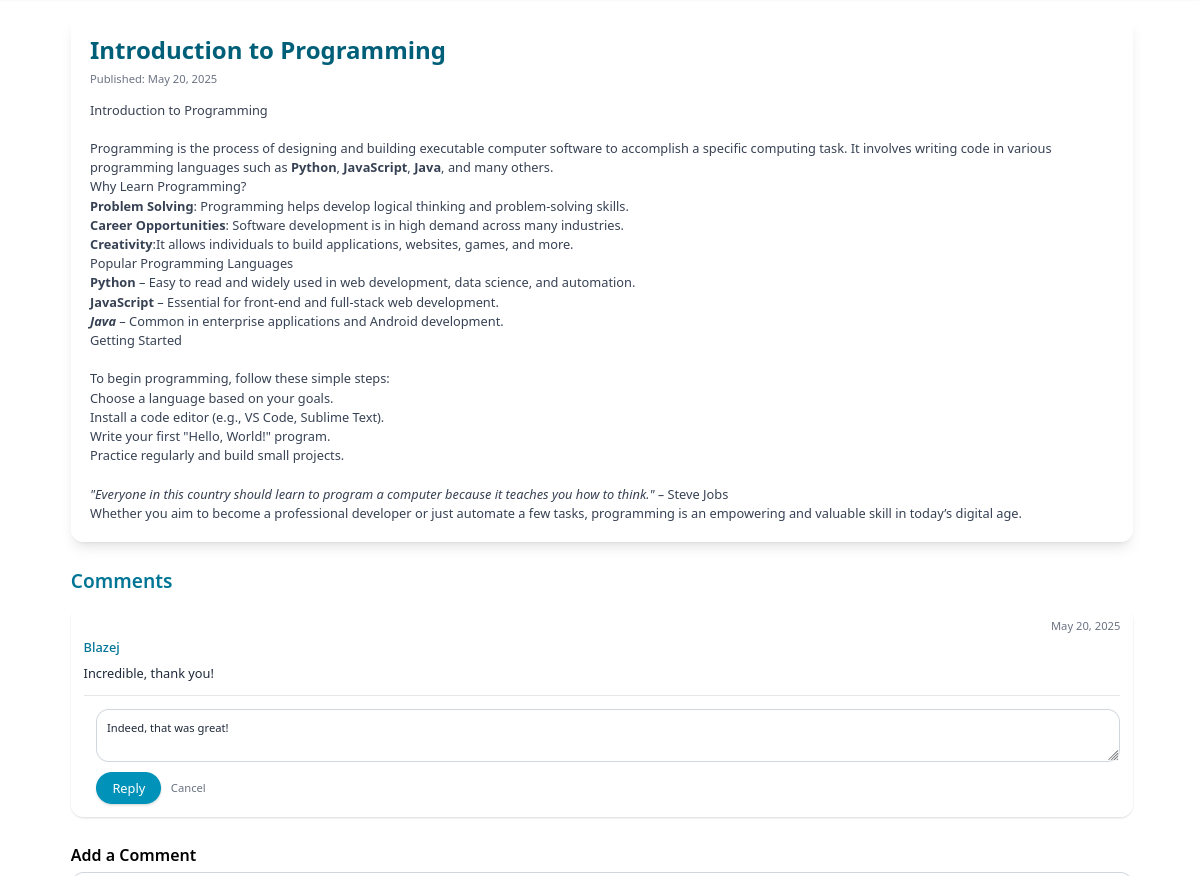 Introduction to Programming
Published: May 20, 2025
Introduction to Programming
Programming is the process of designing and building executable computer software to accomplish a specific computing task. It involves writing code in various
programming languages such as Python, JavaScript, Java, and many others.
Why Learn Programming?
Problem Solving: Programming helps develop logical thinking and problem-solving skills.
Career Opportunities: Software development is in high demand across many industries.
Creativity:It allows individuals to build applications, websites, games, and more.
Popular Programming Languages
Python – Easy to read and widely used in web development, data science, and automation.
JavaScript – Essential for front-end and full-stack web development.
Java – Common in enterprise applications and Android development.
Getting Started
To begin programming, follow these simple steps:
Choose a language based on your goals.
Install a code editor (e.g., VS Code, Sublime Text).
Write your first "Hello, World!" program.
Practice regularly and build small projects.
"Everyone in this country should learn to program a computer because it teaches you how to think." – Steve Jobs
Whether you aim to become a professional developer or just automate a few tasks, programming is an empowering and valuable skill in today’s digital age.
Comments
May 20, 2025
Blazej
Incredible, thank you!
Indeed, that was great!
Reply Cancel
Add a Comment